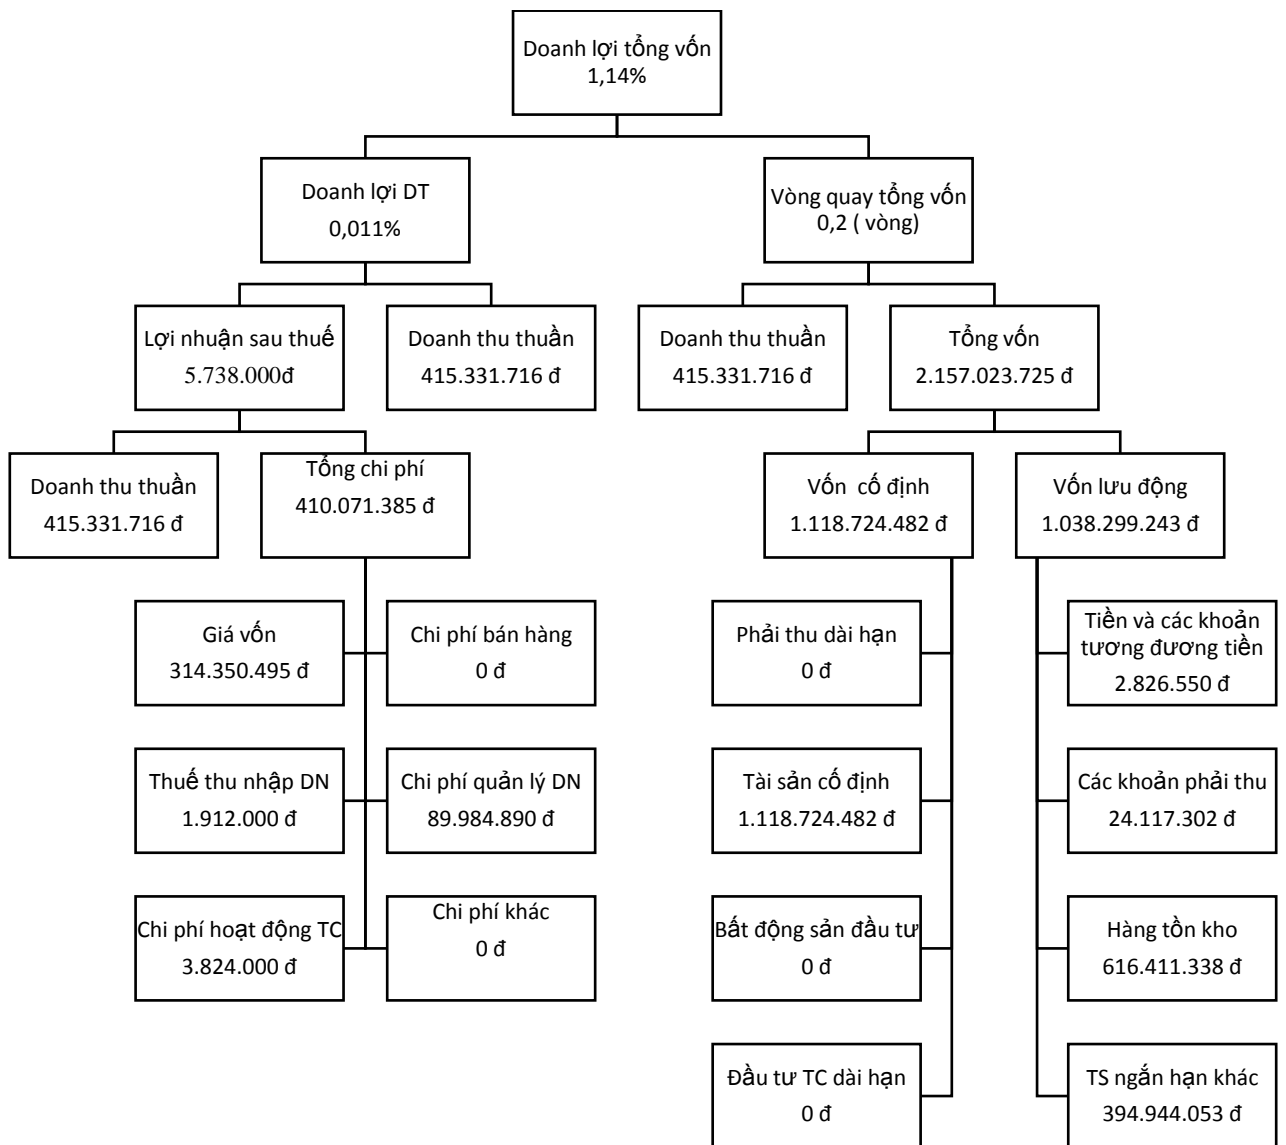 Doanh lợi tổng vốn
1,14%
Doanh lợi DT
0,011%
Vòng quay tổng vốn
0,2 ( vòng)
Lợi nhuận sau thuế
5.738.000đ
Doanh thu thuần
415.331.716 đ
Doanh thu thuần
415.331.716 đ
Tổng vốn
2.157.023.725 đ
Doanh thu thuần
415.331.716 đ
Tổng chi phí
410.071.385 đ
Vốn cố định
1.118.724.482 đ
Vốn lưu động
1.038.299.243 đ
Giá vốn
314.350.495 đ
Chi phí bán hàng
0 đ
Phải thu dài hạn
0 đ
Tiền và các khoản
tương đương tiền
2.826.550 đ
Thuế thu nhập DN
1.912.000 đ
Chi phí quản lý DN
89.984.890 đ
Tài sản cố định
1.118.724.482 đ
Các khoản phải thu
24.117.302 đ
Chi phí hoạt động TC
3.824.000 đ
Chi phí khác
0 đ
Bất động sản đầu tư
0 đ
Hàng tồn kho
616.411.338 đ
Đầu tư TC dài hạn
0 đ
TS ngắn hạn khác
394.944.053 đ